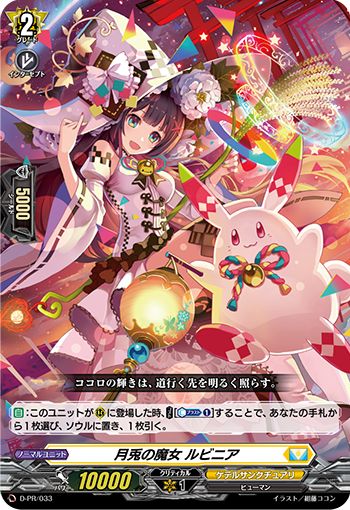 2
グレード
インターセプト
5000
シールド
ココロの輝きは、道行く先を明るく照らす。
【自】:このユニットがⓇに登場した時、【コスト】[【カウンターブラスト】①]することで、あなたの手札から1枚選び、ソウルに置き、1枚引く。
ノーマルユニット
月兎の魔女 ルピニア
パワー
10000
クリティカル
1
ケテルサンクチュアリ
ヒューマン
D-PR/033
イラスト/紺藤ココン